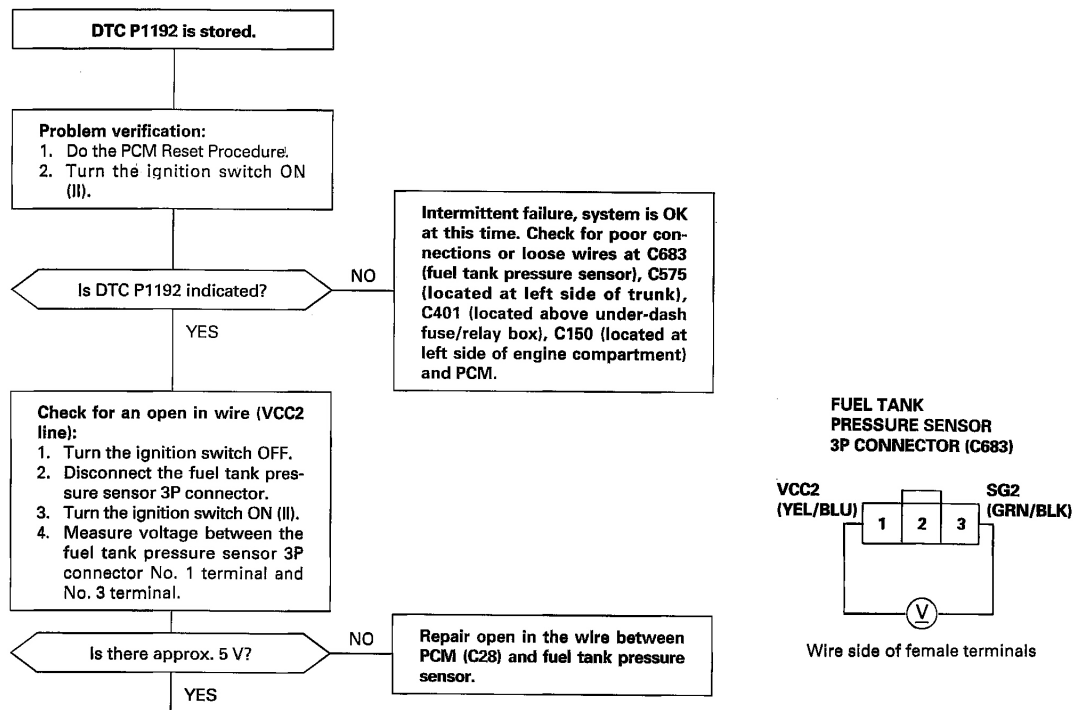 DTC P1192 is stored.
Problem verification:
1. Do the PCM Reset Procedure.
2. Turn the ignition switch ON
(II).
Is DTC P1192 indicated?
NO
YES
Intermittent failure, system is OK
at this time. Check for poor con-
nections or loose wires at C683
(fuel tank pressure sensor), C575
(located at left side of trunk),
C401 (located above under-dash
fuse/relay box), C150 (located at
left side of engine compartment)
and PCM.
Check for an open in wire (VCC2
line):
1. Turn the ignition switch OFF.
2. Disconnect the fuel tank pres-
sure sensor 3P connector.
3. Turn the ignition switch ON (II).
4. Measure voltage between the
fuel tank pressure sensor 3P
connector No. 1 terminal and
No. 3 terminal.
Is there approx. 5 V?
NO
YES
Repair open in the wire between
PCM (C28) and fuel tank pressure
sensor.
FUEL TANK
PRESSURE SENSOR
3P CONNECTOR (C683)
VCC2
(YEL/BLU)
1 2 3
SG2
(GRN/BLK)
V
Wire side of female terminals